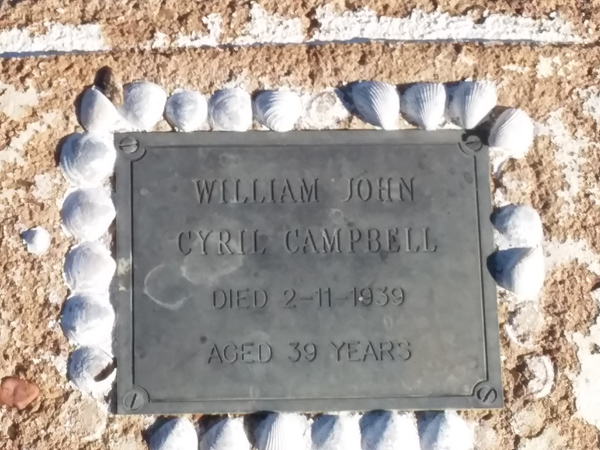 WILLIAM JOHN
CYRIL CAMPBELL
DIED 2-11-1939
AGED 39 YEARS